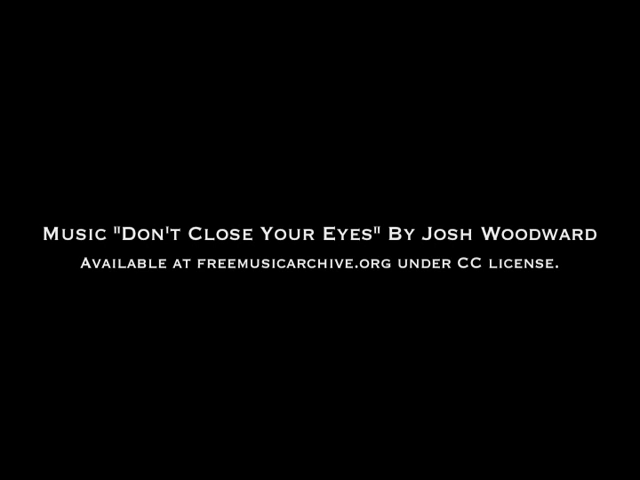 Music "Don't Close Your Eyes" By Josh Woodward
Available at freemusicarchive.org under CC license.